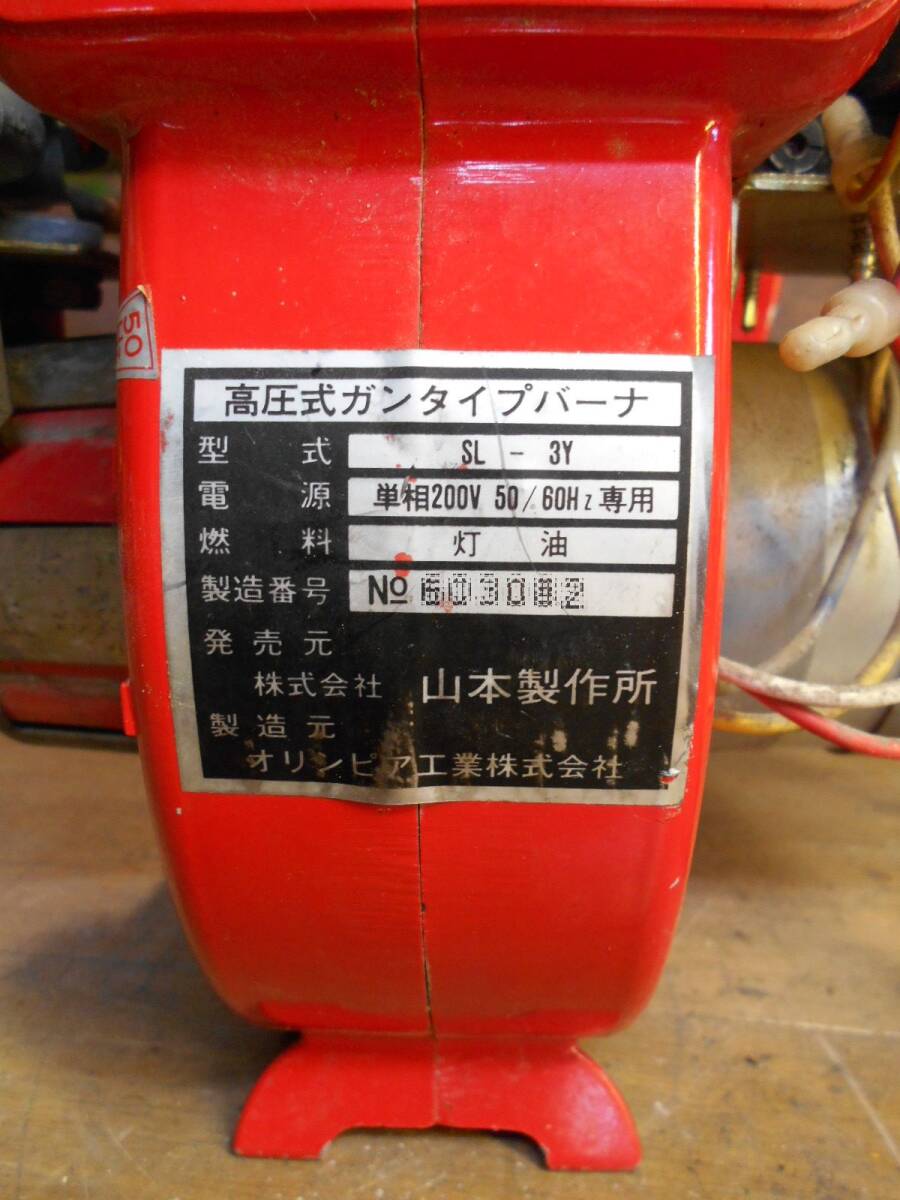 50
高圧式ガンタイプバーナ
型式 SL - 3Y
電源 単相200V 50/60Hz専用
燃料 灯油
製造番号 No 603082
発売元
株式会社 山本製作所
製造元
オリンピア工業株式会社